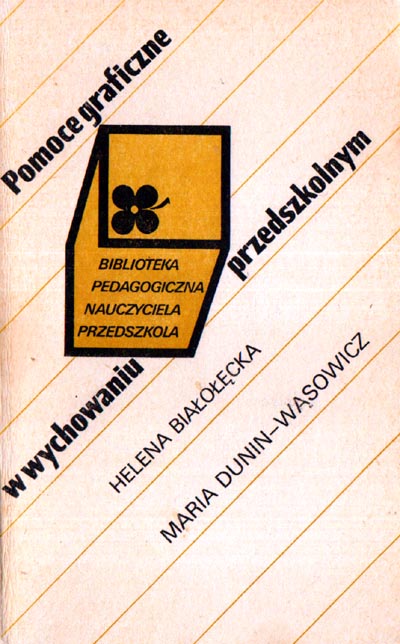 Pomoce graficzne
w wychowaniu
przedszkolnym
BIBLIOTEKA
PEDAGOGICZNA
NAUCZYCIELA
PRZEDSZKOLA
HELENA BIAŁOŁĘCKA
MARIA DUNIN–WĄSOWICZ